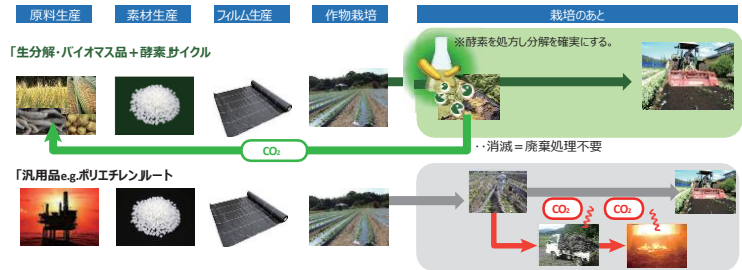 原料生産 素材生産 フィルム生産 作物栽培 栽培のあと
「生分解・バイオマス品＋酵素」サイクル
※酵素を処方し分解を確実にする。
CO₂
‥消滅＝廃棄処理不要
「汎用品e.g.ポリエチレン」ルート
CO₂ CO₂